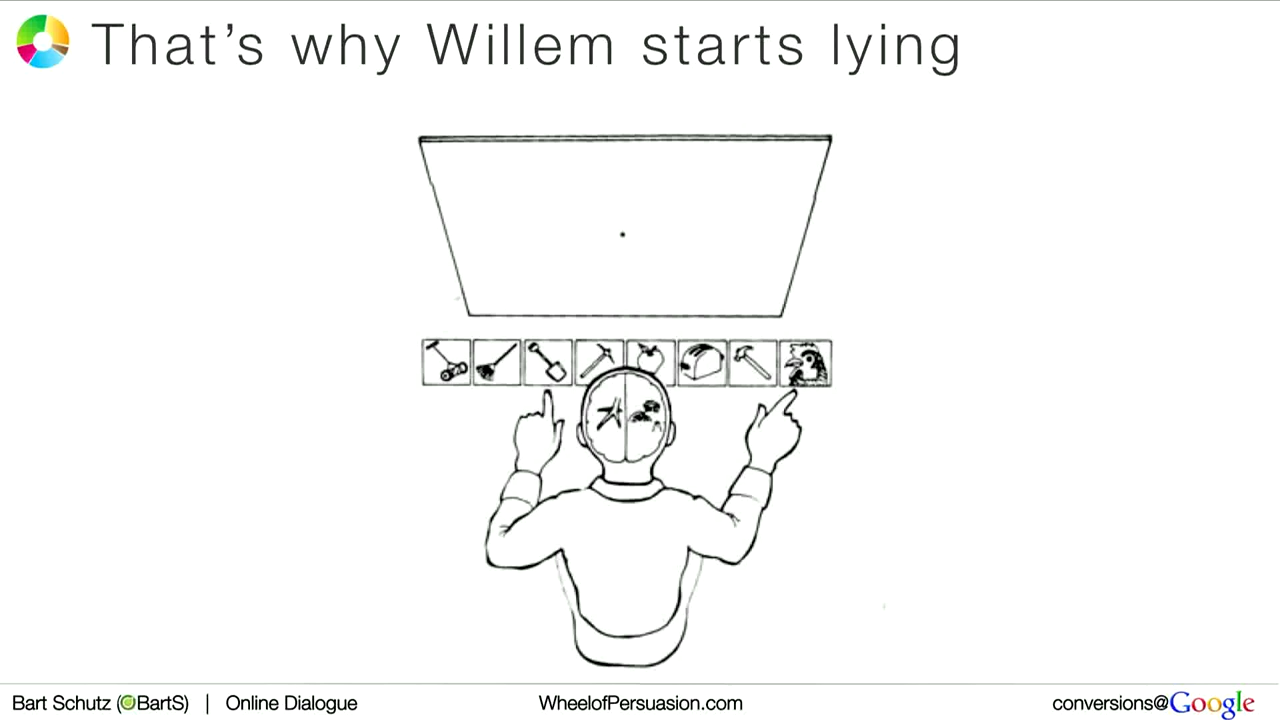 That's why Willem starts lying
Bart Schutz (@BartS) | Online Dialogue
WheelofPersuasion.com
conversions@Google